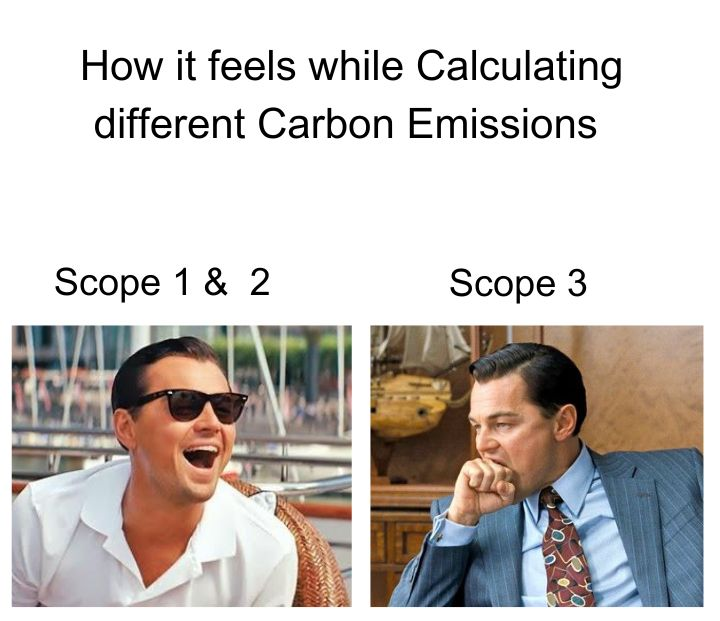 How it feels while Calculating
different Carbon Emissions
Scope 1 & 2
Scope 3